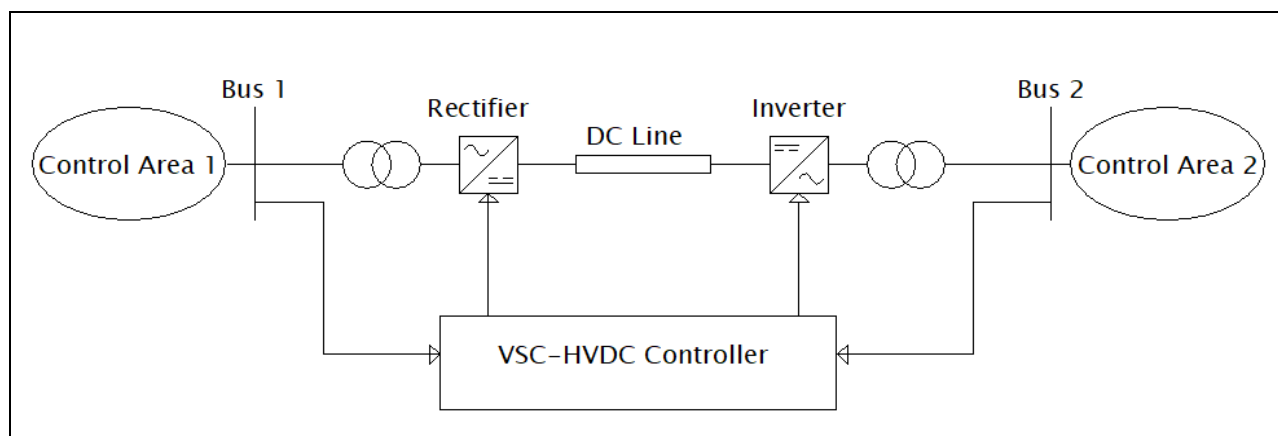 Bus 1
Rectifier
Inverter
Bus 2
DC Line
Control Area 1
Control Area 2
VSC-HVDC Controller